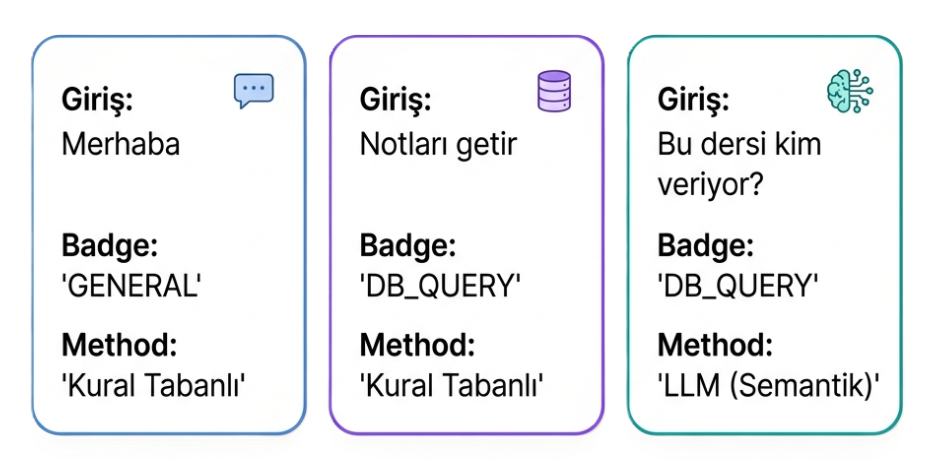 Giriş:
Merhaba
Badge:
'GENERAL'
Method:
'Kural Tabanlı'
Giriş:
Notları getir
Badge:
'DB_QUERY'
Method:
'Kural Tabanlı'
Giriş:
Bu dersi kim
veriyor?
Badge:
'DB_QUERY'
Method:
'LLM (Semantik)'